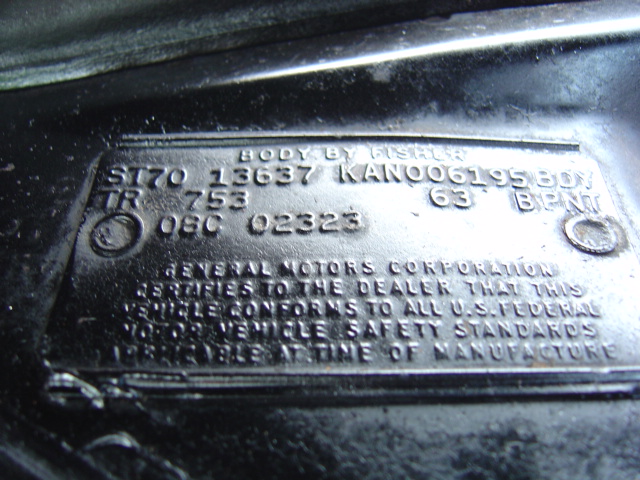 BODY BY FISHER
ST70 13637 KAN006195 BDY
TR 753 63 B PNT
08C 02323
GENERAL MOTORS CORPORATION
CERTIFIES TO THE DEALER THAT THIS
VEHICLE CONFORMS TO ALL U.S. FEDERAL
MOTOR VEHICLE SAFETY STANDARDS
APPLICABLE AT TIME OF MANUFACTURE